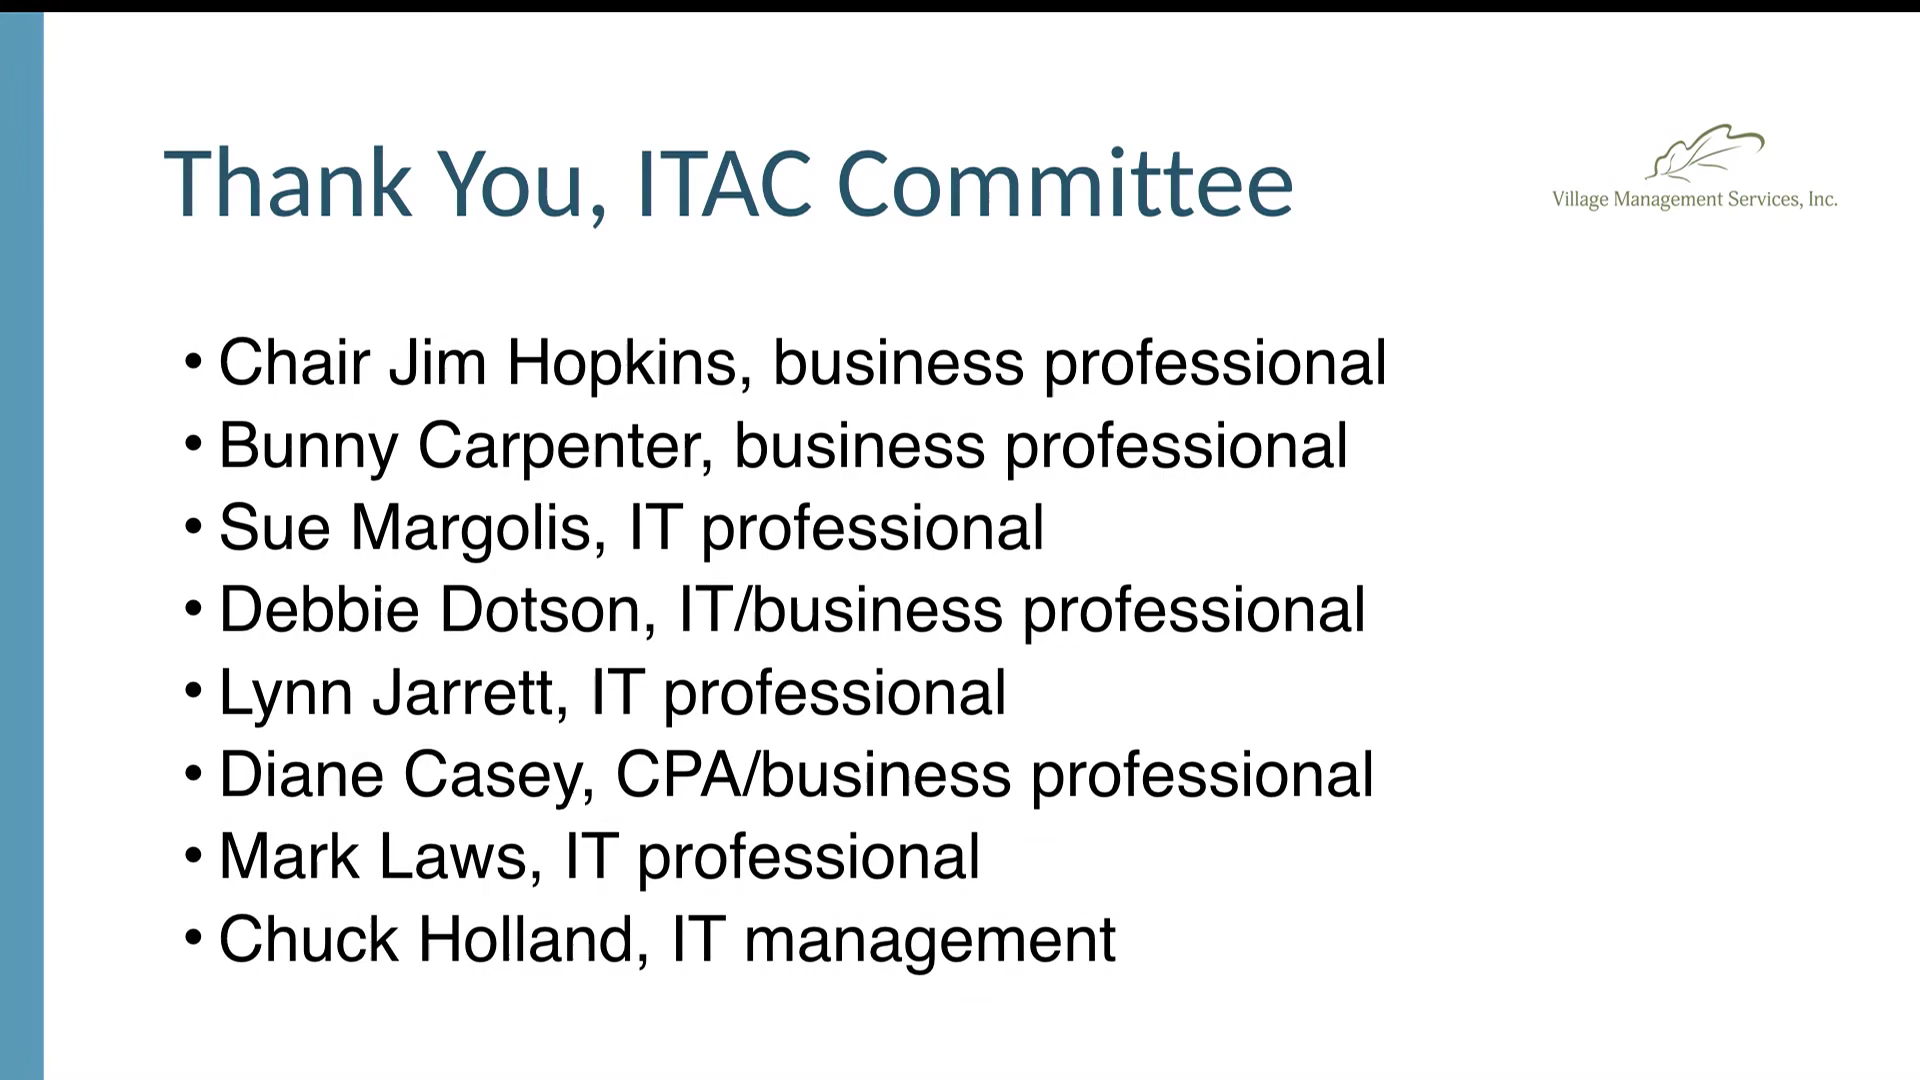 Thank You, ITAC Committee
Village Management Services, Inc.
• Chair Jim Hopkins, business professional
• Bunny Carpenter, business professional
• Sue Margolis, IT professional
• Debbie Dotson, IT/business professional
• Lynn Jarrett, IT professional
• Diane Casey, CPA/business professional
• Mark Laws, IT professional
• Chuck Holland, IT management